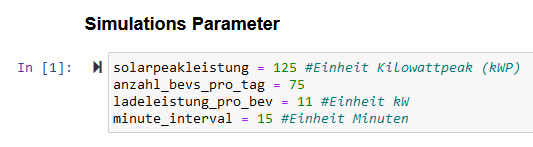 Simulations Parameter
In [1]: solarpeakleistung = 125 #Einheit Kilowattpeak (kWP)
anzahl_bevs_pro_tag = 75
ladeleistung_pro_bev = 11 #Einheit kW
minute_interval = 15 #Einheit Minuten